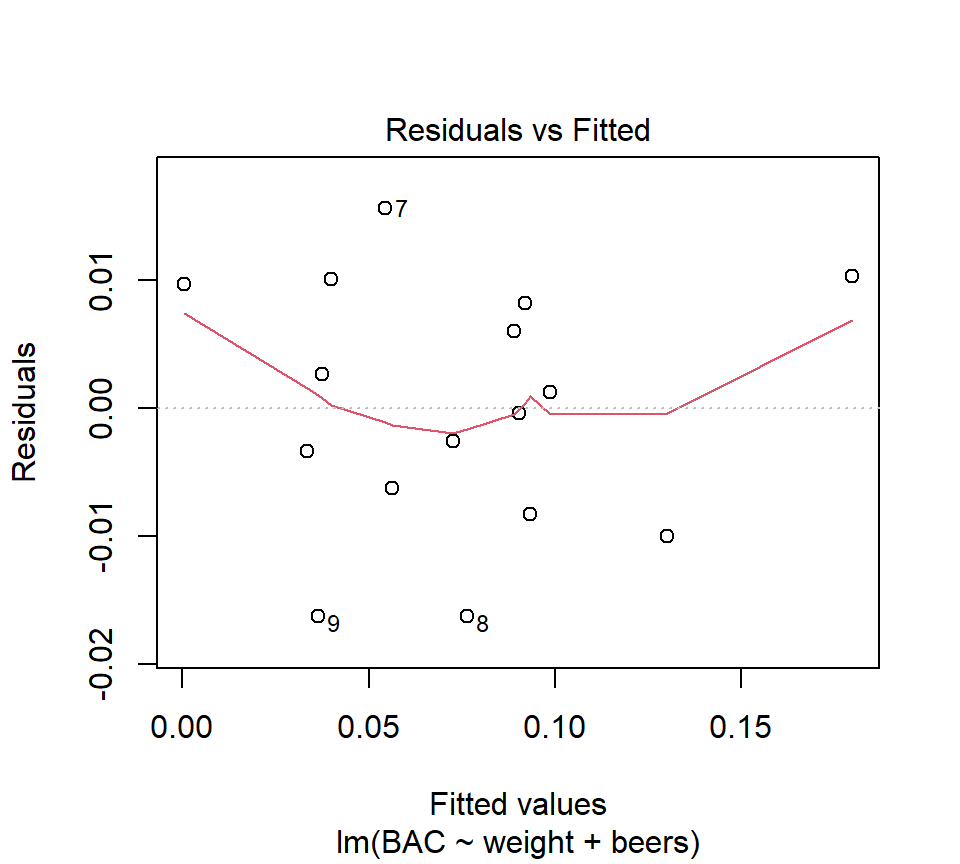 Residuals vs Fitted
7
9
8
Residuals
0.01
0.00
-0.01
-0.02
0.00 0.05 0.10 0.15
Fitted values
lm(BAC ~ weight + beers)